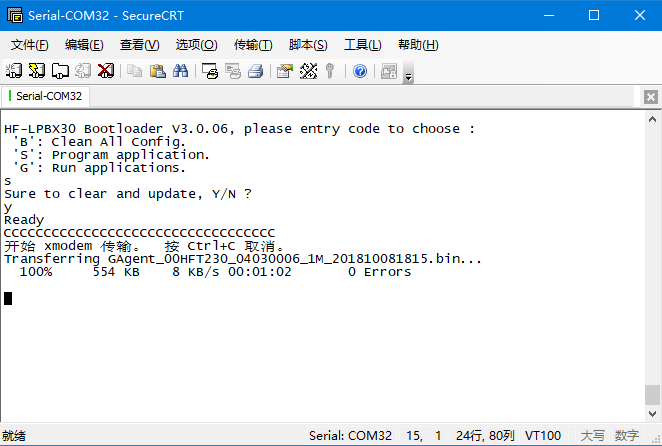 Serial-COM32 - SecureCRT
文件(F) 编辑(E) 查看(V) 选项(O) 传输(T) 脚本(S) 工具(L) 帮助(H)
Serial-COM32
HF-LPBX30 Bootloader V3.0.06, please entry code to choose :
'B': Clean All Config.
'S': Program application.
'G': Run applications.
s
Sure to clear and update, Y/N ?
y
Ready
CCCCCCCCCCCCCCCCCCCCCCCCCCCCCCCCCC
开始 xmodem 传输。 按 Ctrl+C 取消。
Transferring GAgent_00HFT230_04030006_1M_201810081815.bin...
100% 554 KB 8 KB/s 00:01:02 0 Errors
就绪 Serial: COM32 15, 1 24行, 80列 VT100 大写 数字